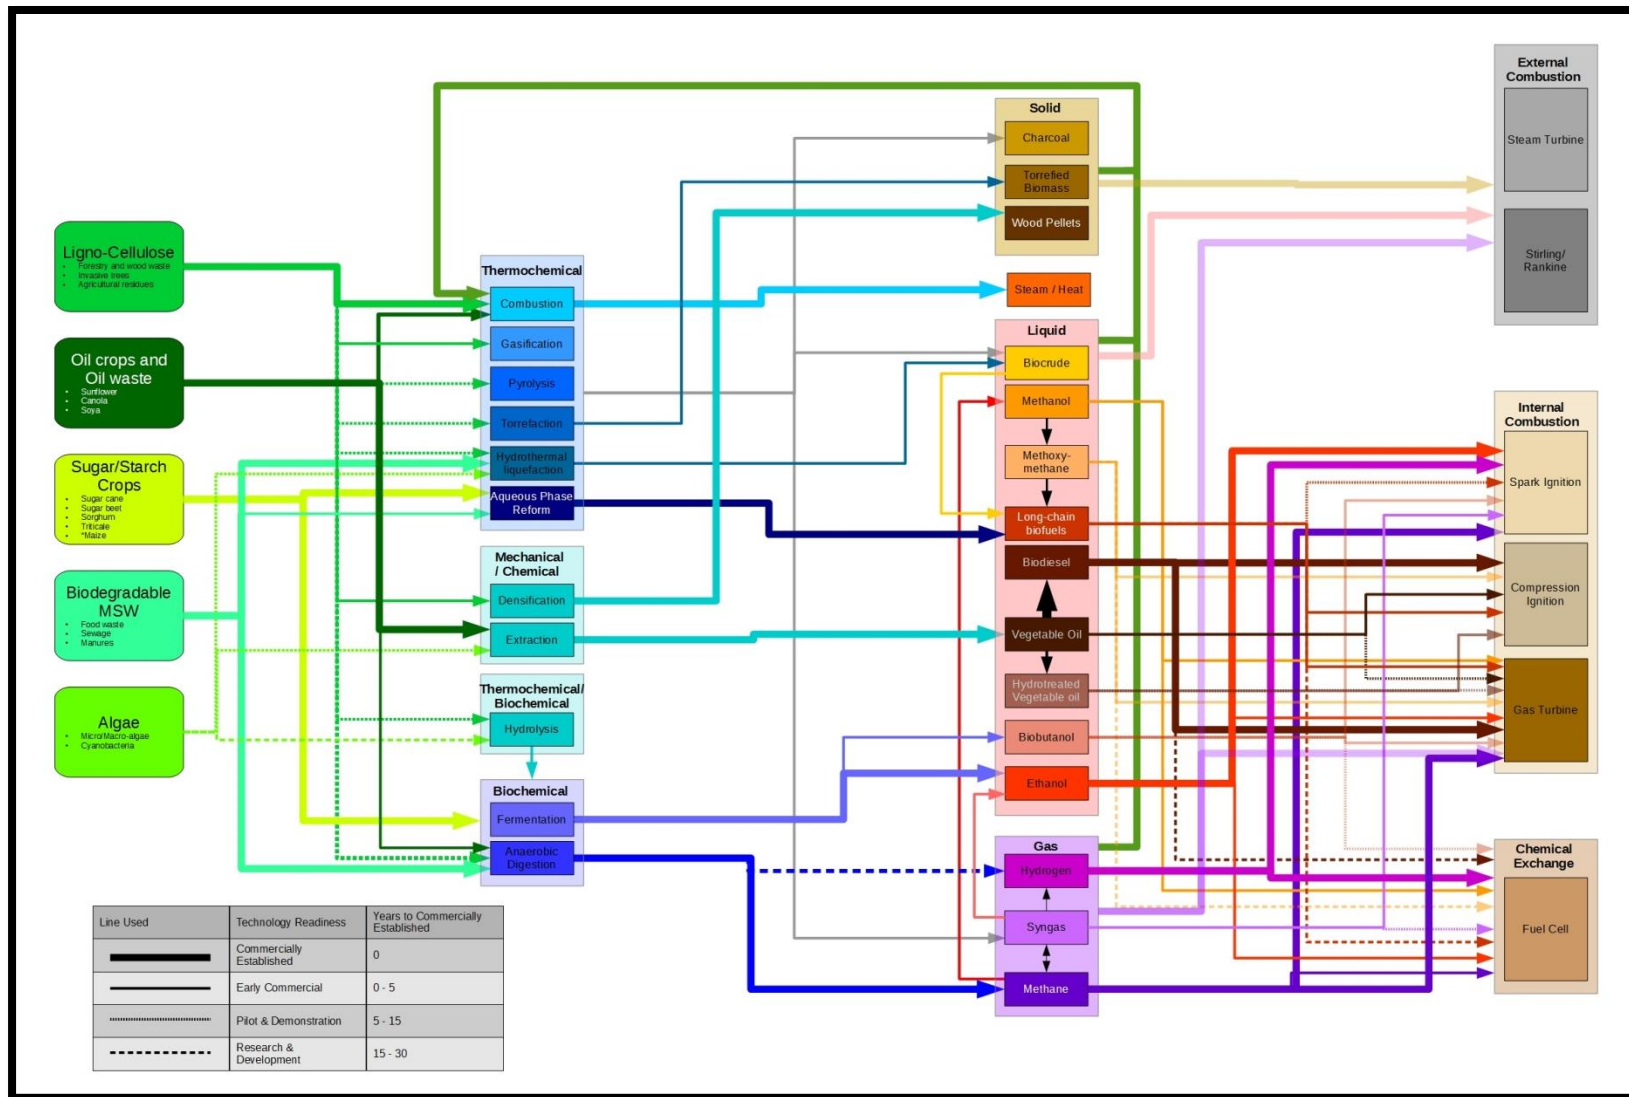 Ligno-Cellulose
• Forestry and wood waste
• Invasive trees
• Agricultural residues
Oil crops and
Oil waste
• Sunflower
• Canola
• Soya
Sugar/Starch
Crops
• Sugar cane
• Sugar beet
• Sorghum
• Triticale
• *Maize
Biodegradable
MSW
• Food waste
• Sewage
• Manures
Algae
• Micro/Macro-algae
• Cyanobacteria
Thermochemical
Combustion
Gasification
Pyrolysis
Torrefaction
Hydrothermal
liquefaction
Aqueous Phase
Reform
Mechanical
/ Chemical
Densification
Extraction
Thermochemical/
Biochemical
Hydrolysis
Biochemical
Fermentation
Anaerobic
Digestion
Solid
Charcoal
Torrefied
Biomass
Wood Pellets
Steam / Heat
Liquid
Biocrude
Methanol
Methoxy-
methane
Long-chain
biofuels
Biodiesel
Vegetable Oil
Hydrotreated
Vegetable oil
Biobutanol
Ethanol
Gas
Hydrogen
Syngas
Methane
External
Combustion
Steam Turbine
Stirling/
Rankine
Internal
Combustion
Spark Ignition
Compression
Ignition
Gas Turbine
Chemical
Exchange
Fuel Cell
Line Used
Technology Readiness
Years to Commercially
Established
Commercially
Established
0
Early Commercial
0 - 5
Pilot & Demonstration
5 - 15
Research &
Development
15 - 30